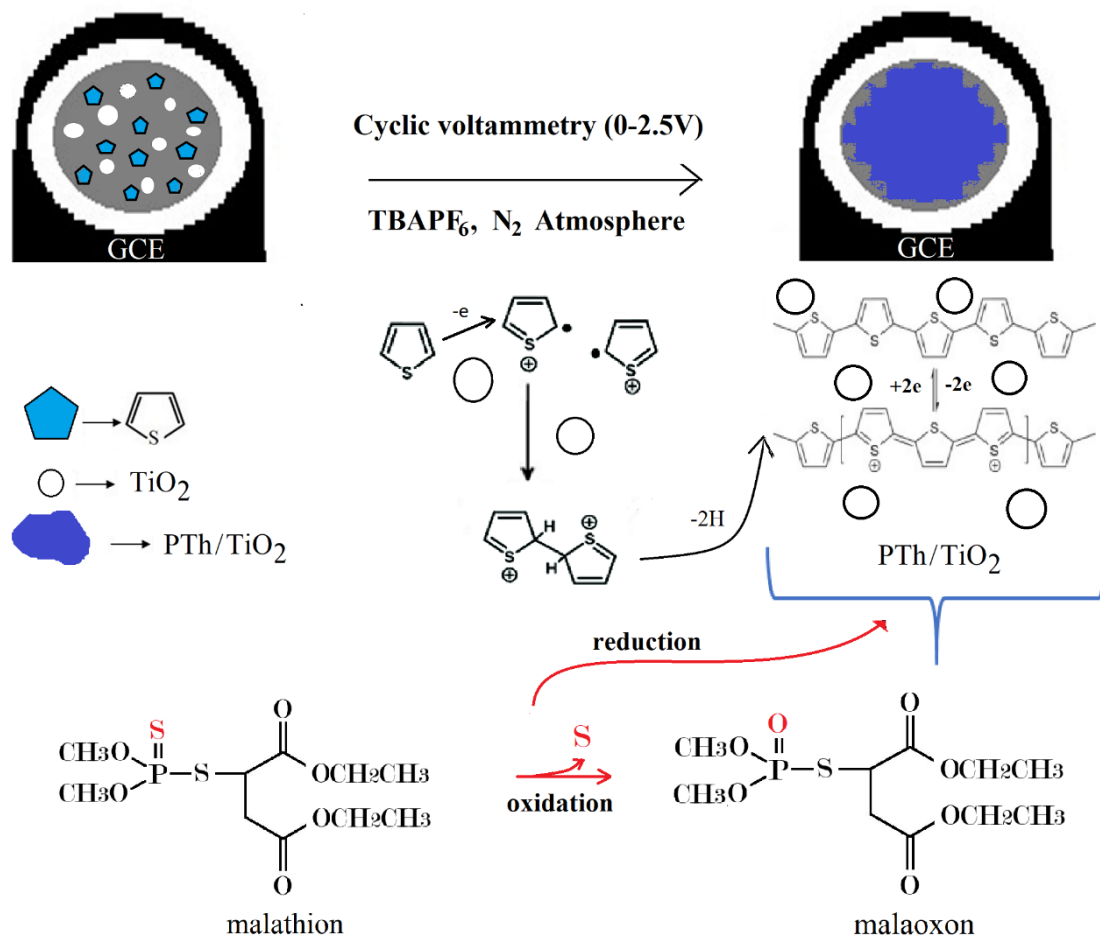 Cyclic voltammetry (0-2.5V)
TBAPF6, N2 Atmosphere
GCE
GCE
-e
S
S
⊕
S
⊕
S
S
S
S
S
+2e
-2e
S
S
⊕
S
S
⊕
S
S
TiO2
PTh/TiO2
H
H
S
⊕
S
⊕
-2H
PTh/TiO2
reduction
S
CH3O
CH3O
P
S
O
OCH2CH3
OCH2CH3
O
S
oxidation
O
CH3O
CH3O
P
S
O
OCH2CH3
OCH2CH3
O
malathion
malaoxon